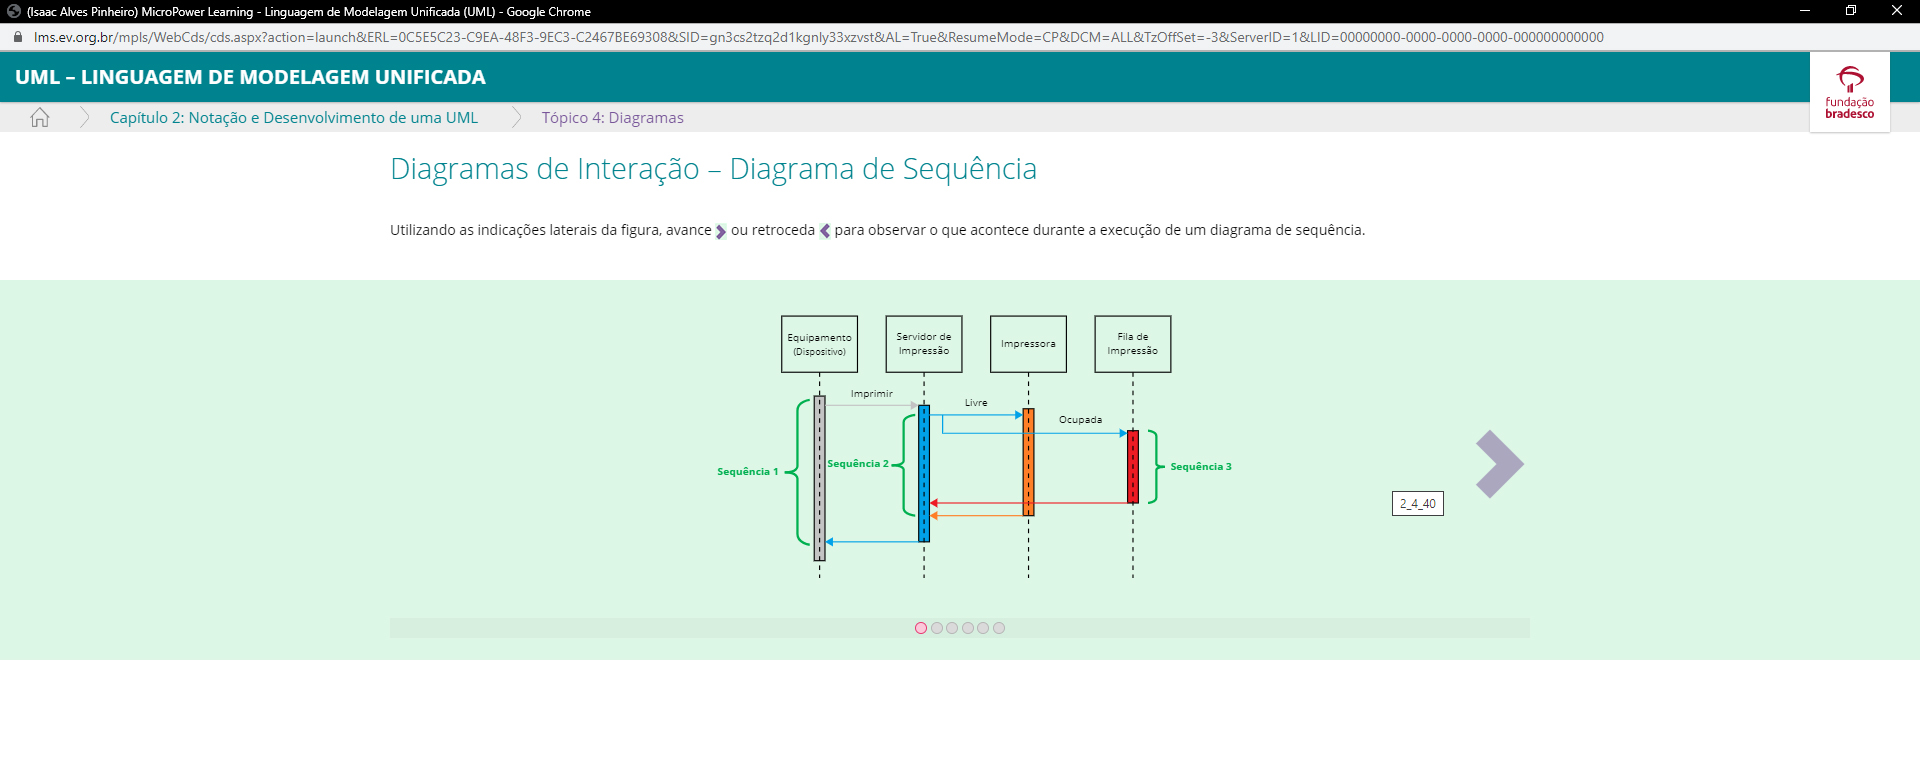 (Isaac Alves Pinheiro) MicroPower Learning - Linguagem de Modelagem Unificada (UML) - Google Chrome
lms.ev.org.br/mpls/WebCds/cds.aspx?action=launch&ERL=0C5E5C23-C9EA-48F3-9EC3-C2467BE69308&SID=gn3cs2tzq2d1kgnly33xzvst&AL=True&ResumeMode=CP&DCM=ALL&TzOffSet=-3&ServerID=1&LID=00000000-0000-0000-0000-000000000000
UML – LINGUAGEM DE MODELAGEM UNIFICADA
fundação
bradesco
Capítulo 2: Notação e Desenvolvimento de uma UML
Tópico 4: Diagramas
Diagramas de Interação – Diagrama de Sequência
Utilizando as indicações laterais da figura, avance ou retroceda para observar o que acontece durante a execução de um diagrama de sequência.
Equipamento
(Dispositivo)
Servidor de
Impressão
Impressora
Fila de
Impressão
Imprimir
Livre
Ocupada
Sequência 1
Sequência 2
Sequência 3
2_4_40